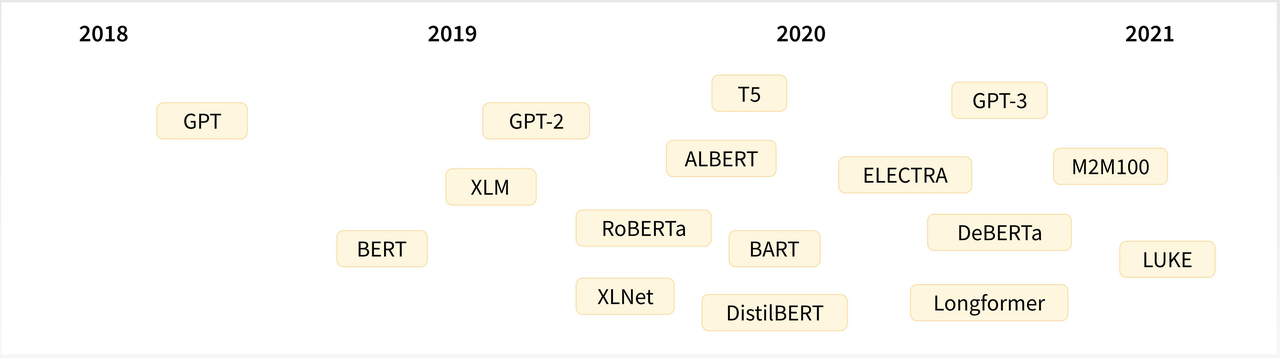 2018 2019 2020 2021
T5
GPT-3
GPT
GPT-2
ALBERT
M2M100
ELECTRA
XLM
RoBERTa
DeBERTa
BERT
BART
LUKE
XLNet
Longformer
DistilBERT